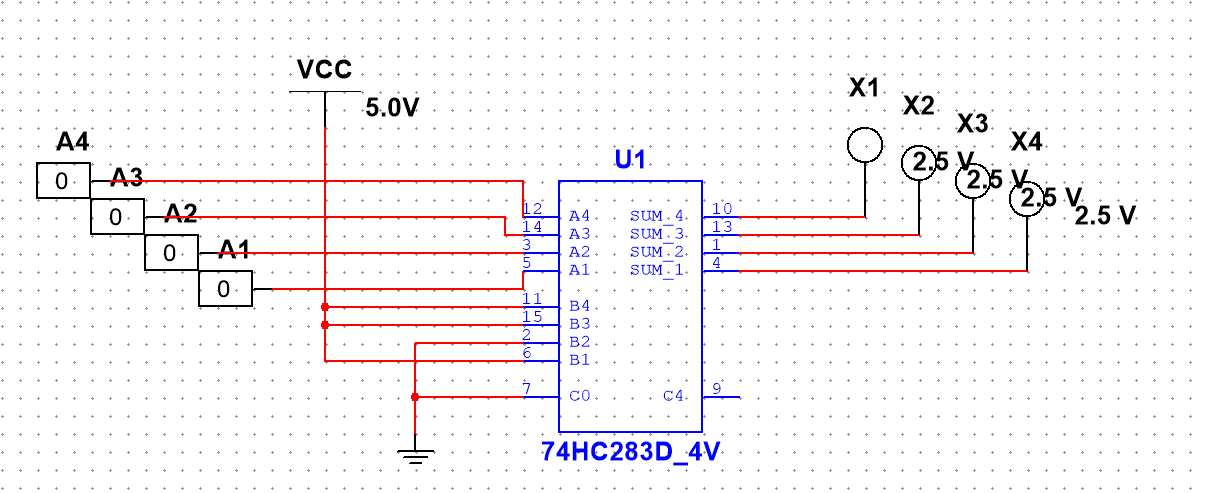 VCC
5.0V
X1
X2
X3
X4
2.5 V
2.5 V
2.5 V
2.5 V
A4
0
A3
0
A2
0
A1
0
U1
12
A4
SUM_4
10
14
A3
SUM_3
13
3
A2
SUM_2
1
5
A1
SUM_1
4
11
B4
15
B3
2
B2
6
B1
7
C0
C4
9
74HC283D_4V